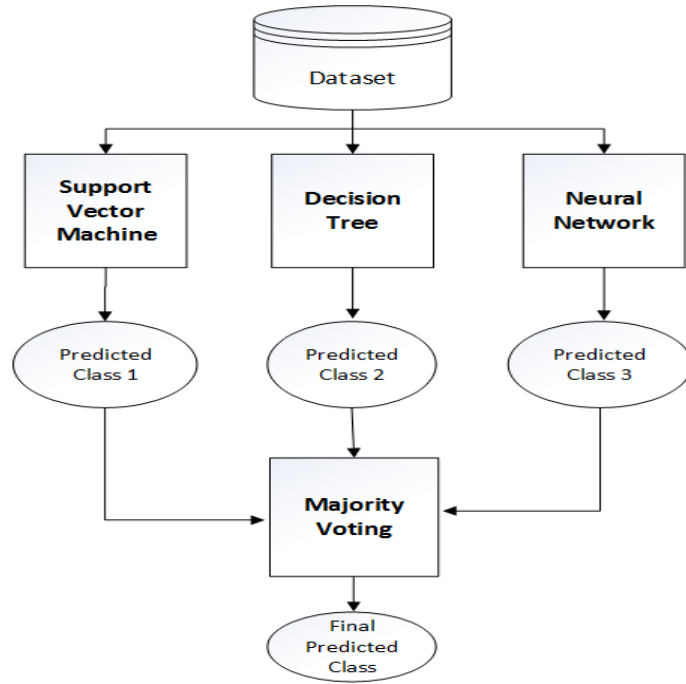 Dataset
Support
Vector
Machine
Decision
Tree
Neural
Network
Predicted
Class 1
Predicted
Class 2
Predicted
Class 3
Majority
Voting
Final
Predicted
Class